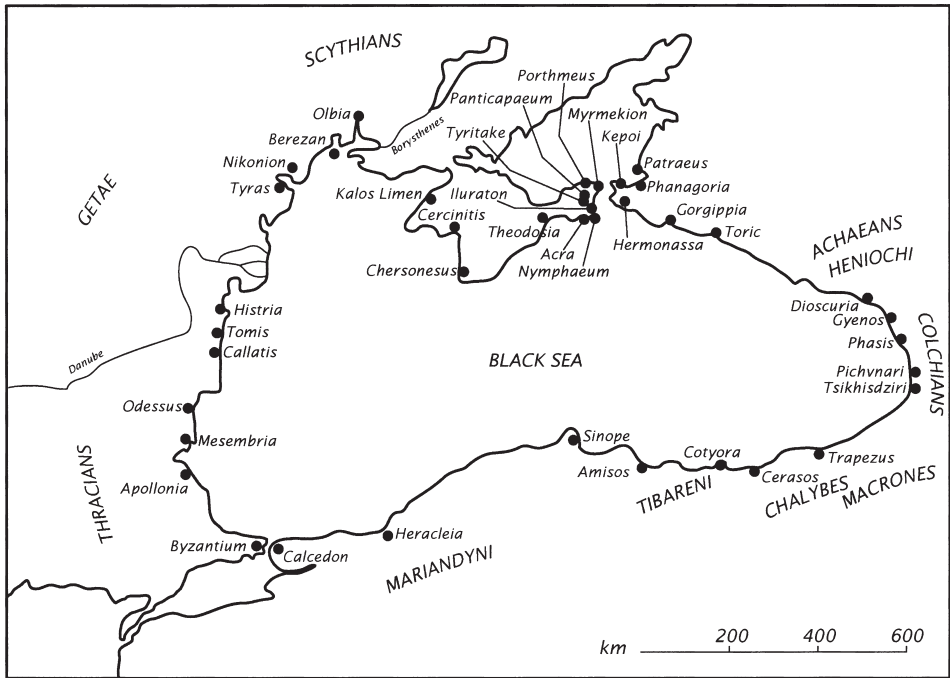 SCYTHIANS
Porthmeus
Panticapaeum
Myrmekion
Olbia
Tyritake
Kepoi
Borysthenes
Berezan
Nikonion
Patraeus
Tyras
Kalos Limen
Iluraton
Phanagoria
GETAE
Cercinitis
Theodosia
Gorgippia
Toric
Hermonassa
Acra
Nymphaeum
Chersonesus
ACHAEANS
HENIOCHI
Histria
Dioscuria
Gyenos
Tomis
Phasis
Callatis
Danube
BLACK SEA
COLCHIANS
Pichvnari
Tsikhisdziri
Odessus
Mesembria
Sinope
Cotyora
Trapezus
Amisos
Cerasos
THRACIANS
Apollonia
TIBARENI
CHALYBES
MACRONES
Heracleia
Byzantium
Calcedon
MARIANDYNI
km 200 400 600